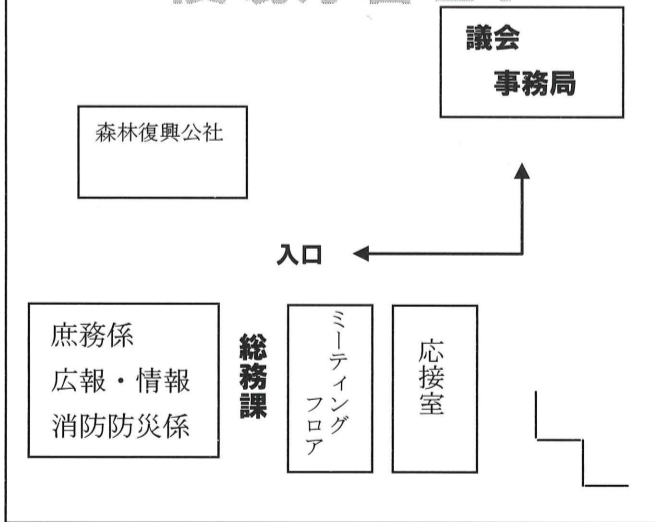 議会
事務局
森林復興公社
入口
庶務係
広報・情報
消防防災係
総務課
ミーティング
フロア
応接室